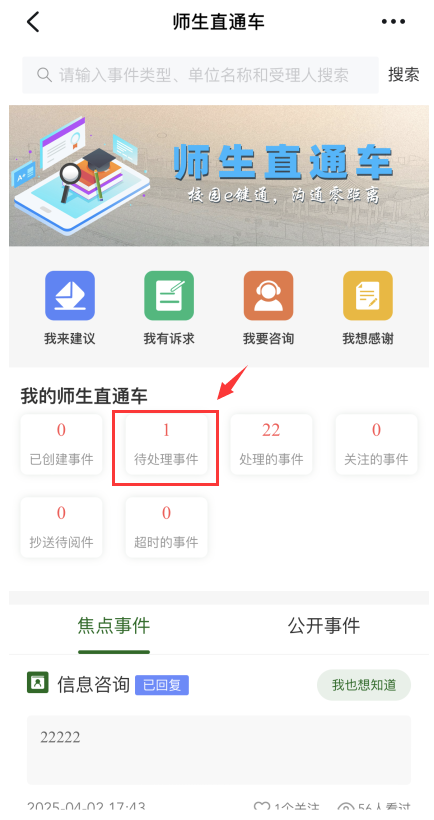 师生直通车
请输入事件类型、单位名称和受理人搜索 搜索
A+
师生直通车
校园e键通，沟通零距离
我来建议 我有诉求 我要咨询 我想感谢
我的师生直通车
0 1 22 0
已创建事件 待处理事件 处理的事件 关注的事件
0 0
抄送待阅件 超时的事件
焦点事件 公开事件
信息咨询 已回复 我也想知道
22222
2025-04-02 17:43 1个关注 56人看过